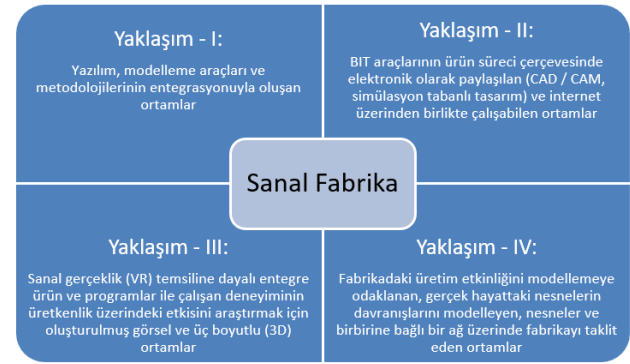 Yaklaşım - I:
Yazılım, modelleme araçları ve
metodolojilerinin entegrasyonuyla oluşan
ortamlar
Yaklaşım - II:
BIT araçlarının ürün süreci çerçevesinde
elektronik olarak paylaşılan (CAD / CAM,
simülasyon tabanlı tasarım) ve internet
üzerinden birlikte çalışabilen ortamlar
Sanal Fabrika
Yaklaşım - III:
Sanal gerçeklik (VR) temsiline dayalı entegre
ürün ve programlar ile çalışan deneyiminin
üretkenlik üzerindeki etkisini araştırmak için
oluşturulmuş görsel ve üç boyutlu (3D)
ortamlar
Yaklaşım - IV:
Fabrikadaki üretim etkinliğini modellemeye
odaklanan, gerçek hayattaki nesnelerin
davranışlarını modelleyen, nesneler ve
birbirine bağlı bir ağ üzerinde fabrikayı taklit
eden ortamlar